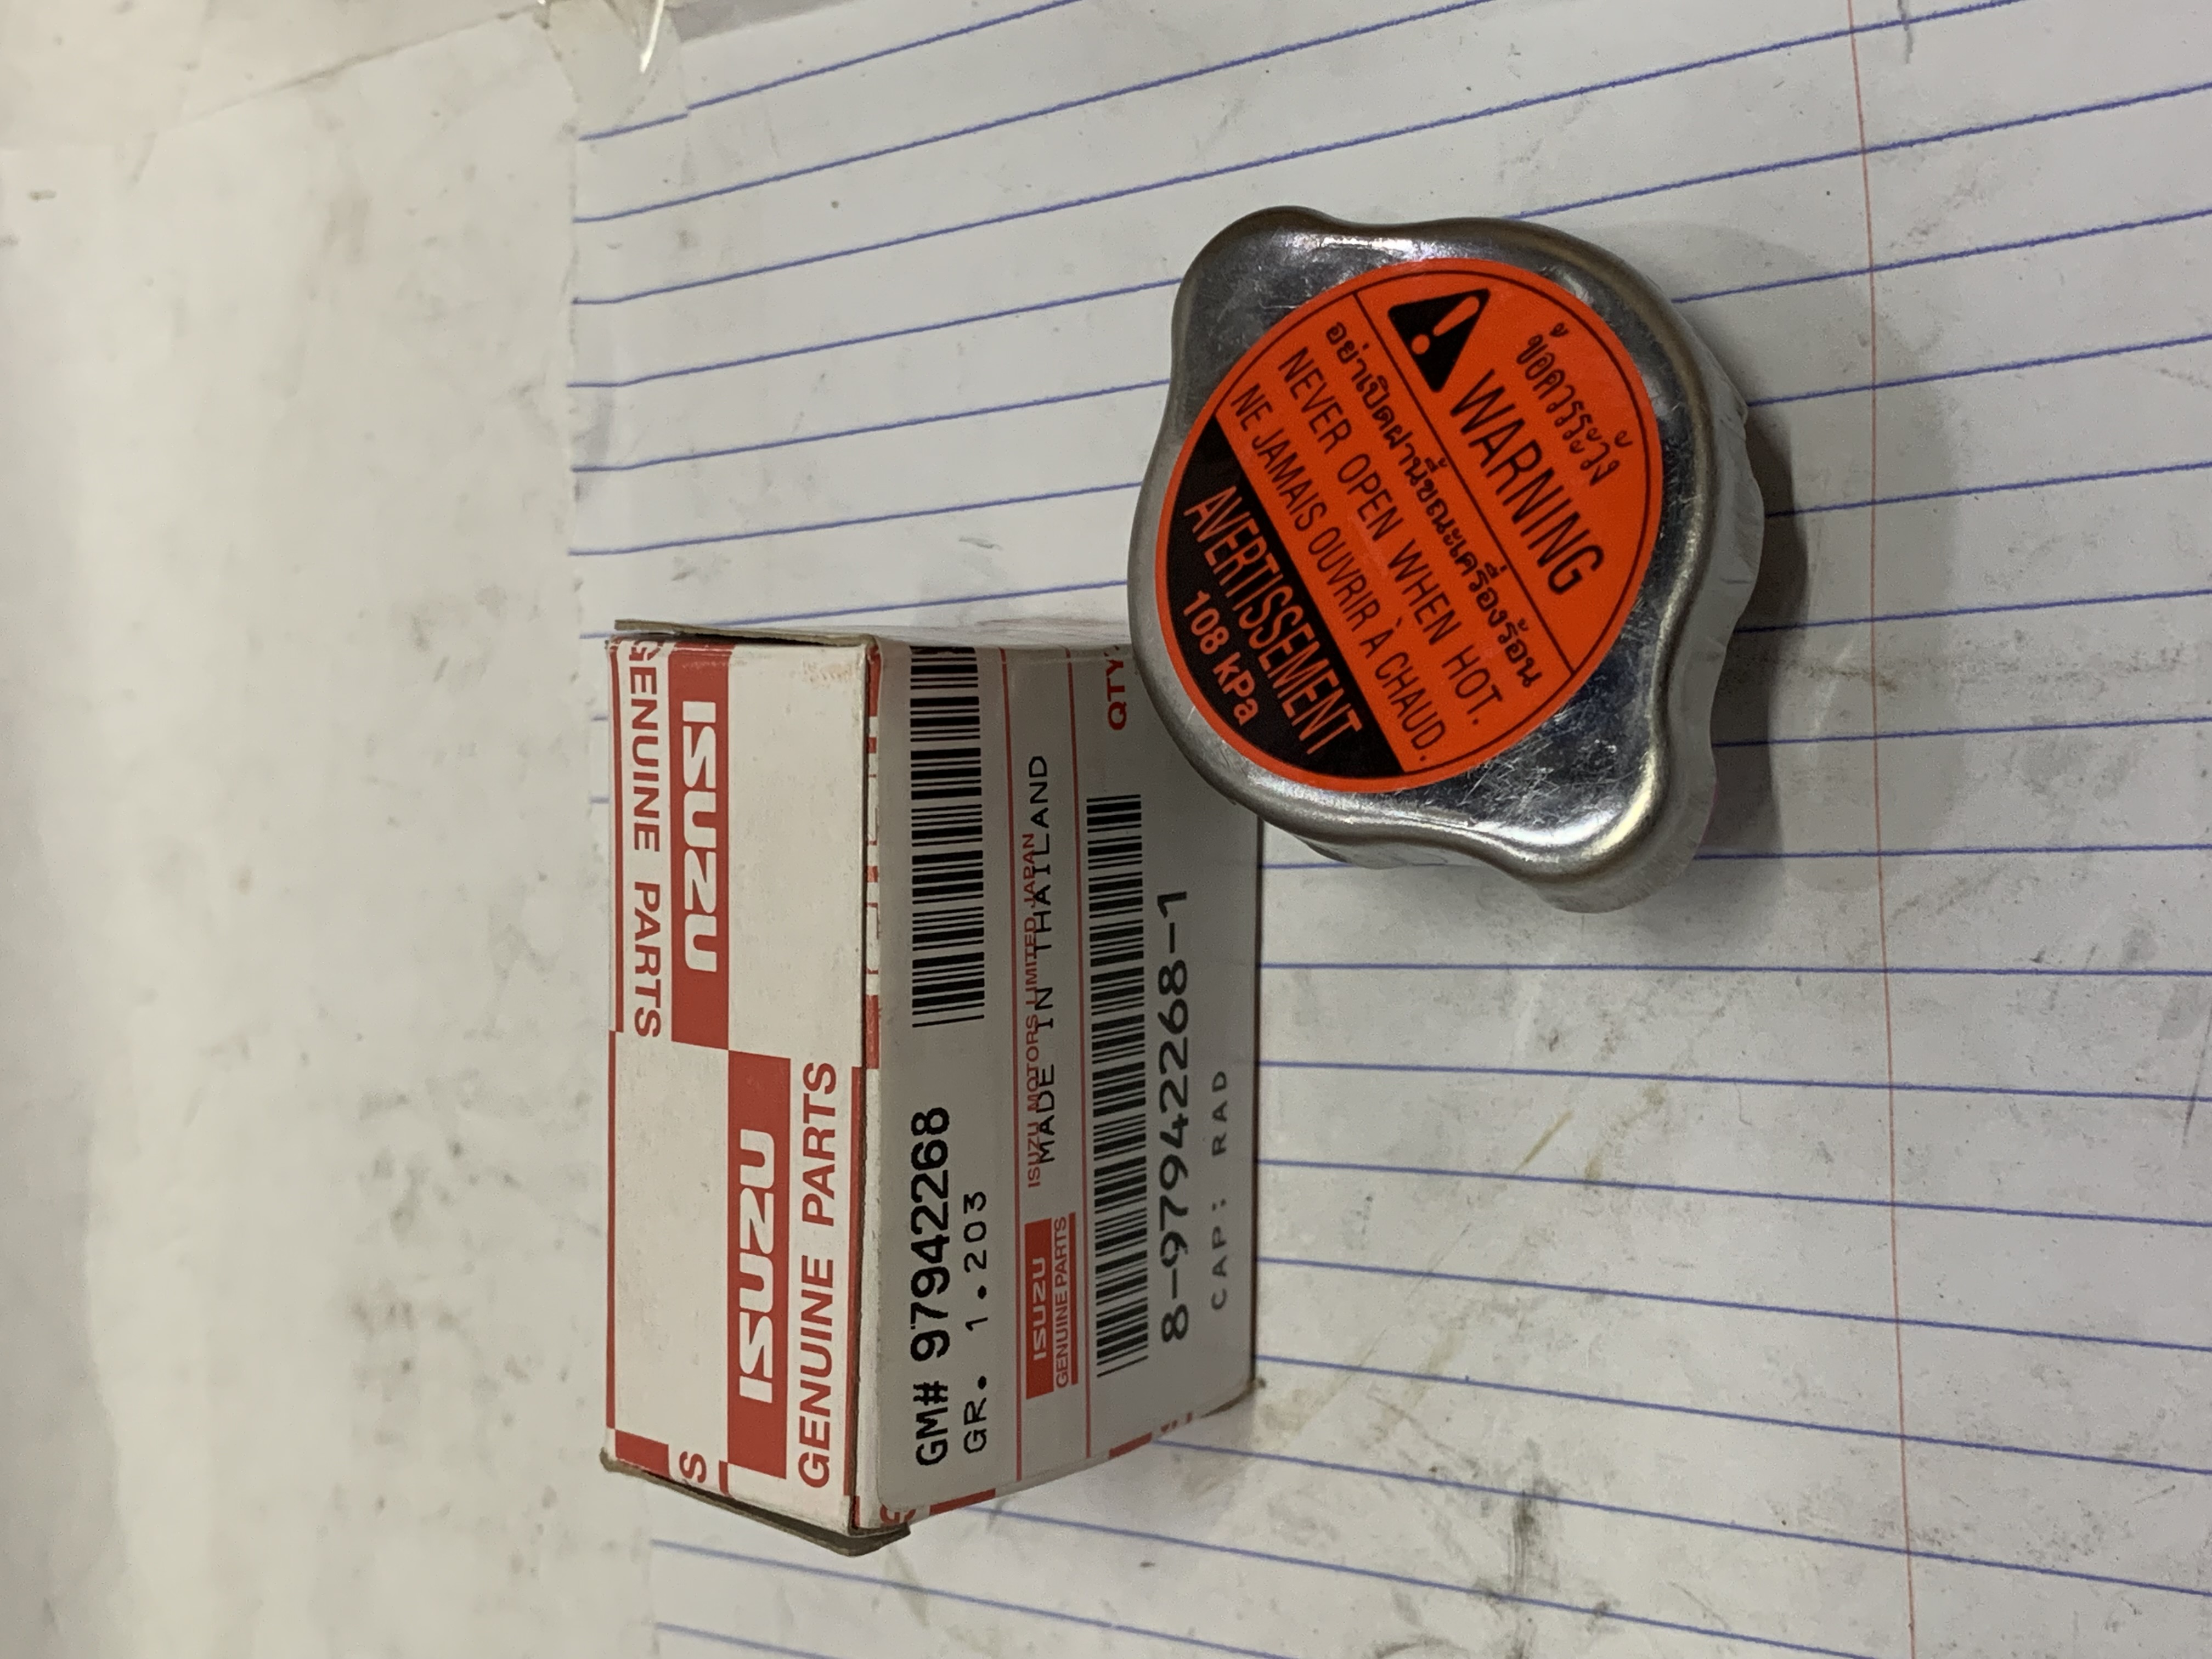 GENUINE PARTS
ISUZU
S
ISUZU
GENUINE PARTS
GM# 97942268
GR. 1.203
ISUZU
GENUINE PARTS
ISUZU MOTORS LIMITED JAPAN
MADE IN THAILAND
QTY
8-97942268-1
CAP: RAD
ข้อควรระวัง
WARNING
อย่าเปิดฝานี้ขณะเครื่องร้อน
NEVER OPEN WHEN HOT.
NE JAMAIS OUVRIR À CHAUD.
AVERTISSEMENT
108 kPa